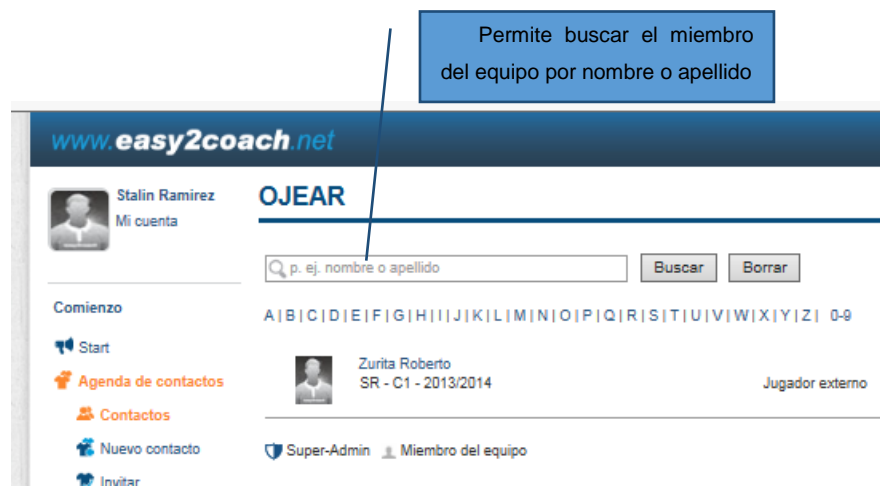 Permite buscar el miembro
del equipo por nombre o apellido
www.easy2coach.net
Stalin Ramirez
Mi cuenta
OJEAR
p. ej. nombre o apellido
Buscar
Borrar
Comienzo
A|B|C|D|E|F|G|H|I|J|K|L|M|N|O|P|Q|R|S|T|U|V|W|X|Y|Z| 0-9
Start
Zurita Roberto
SR - C1 - 2013/2014
Jugador externo
Agenda de contactos
Contactos
Nuevo contacto
Super-Admin
Miembro del equipo
Invitar